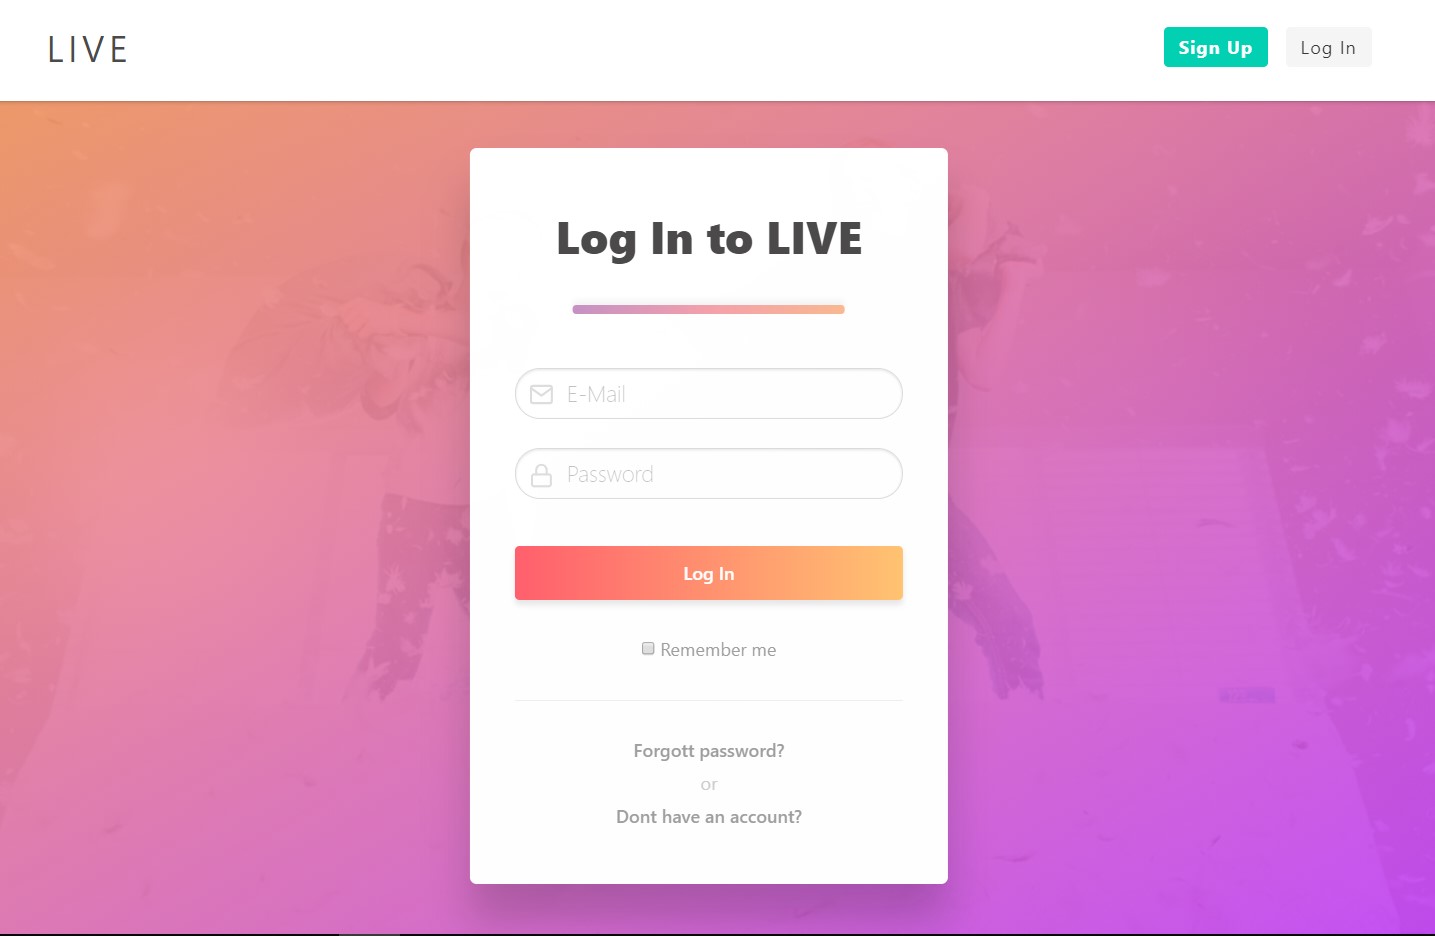 LIVE
Sign Up
Log In
Log In to LIVE
E-Mail
Password
Log In
Remember me
Forgott password?
or
Dont have an account?